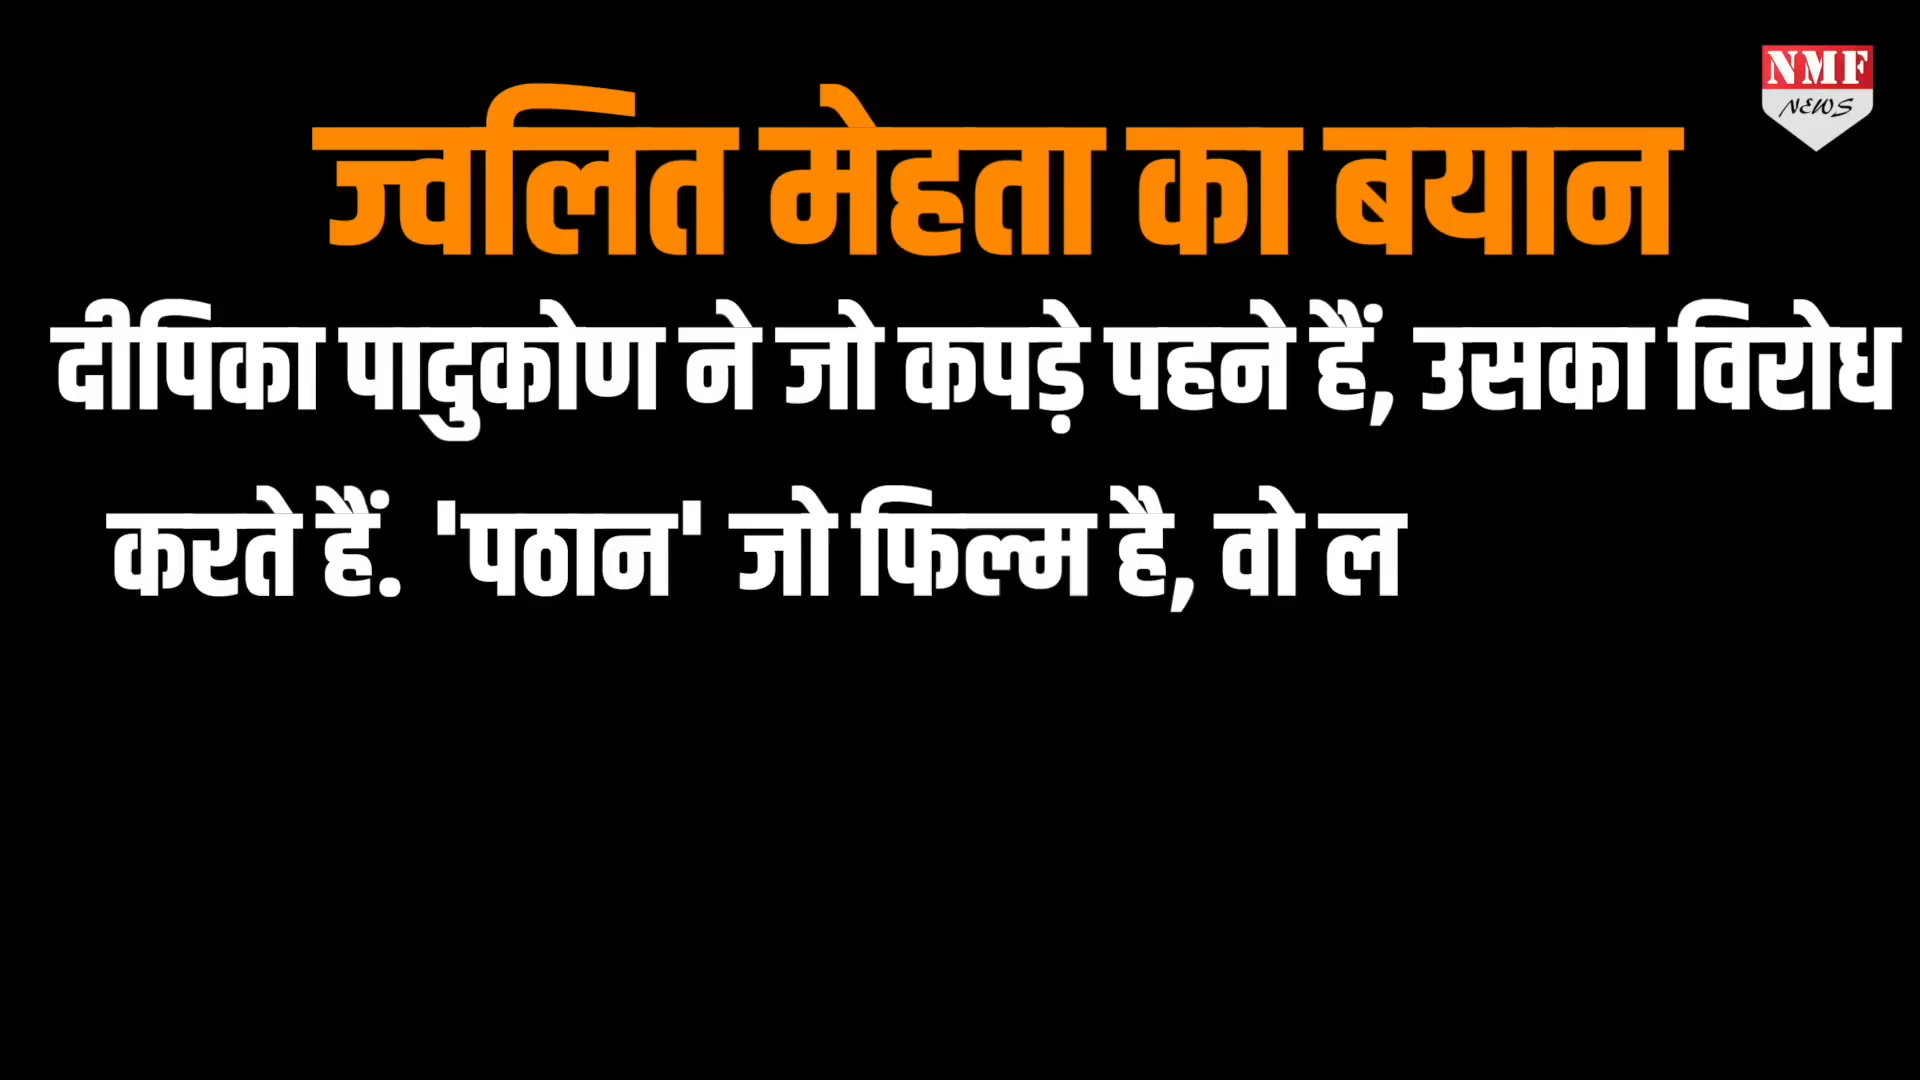 NMF
NEWS
ज्वलित मेहता का बयान
दीपिका पादुकोण ने जो कपड़े पहने हैं, उसका विरोध
करते हैं. 'पठान' जो फिल्म है, वो ल